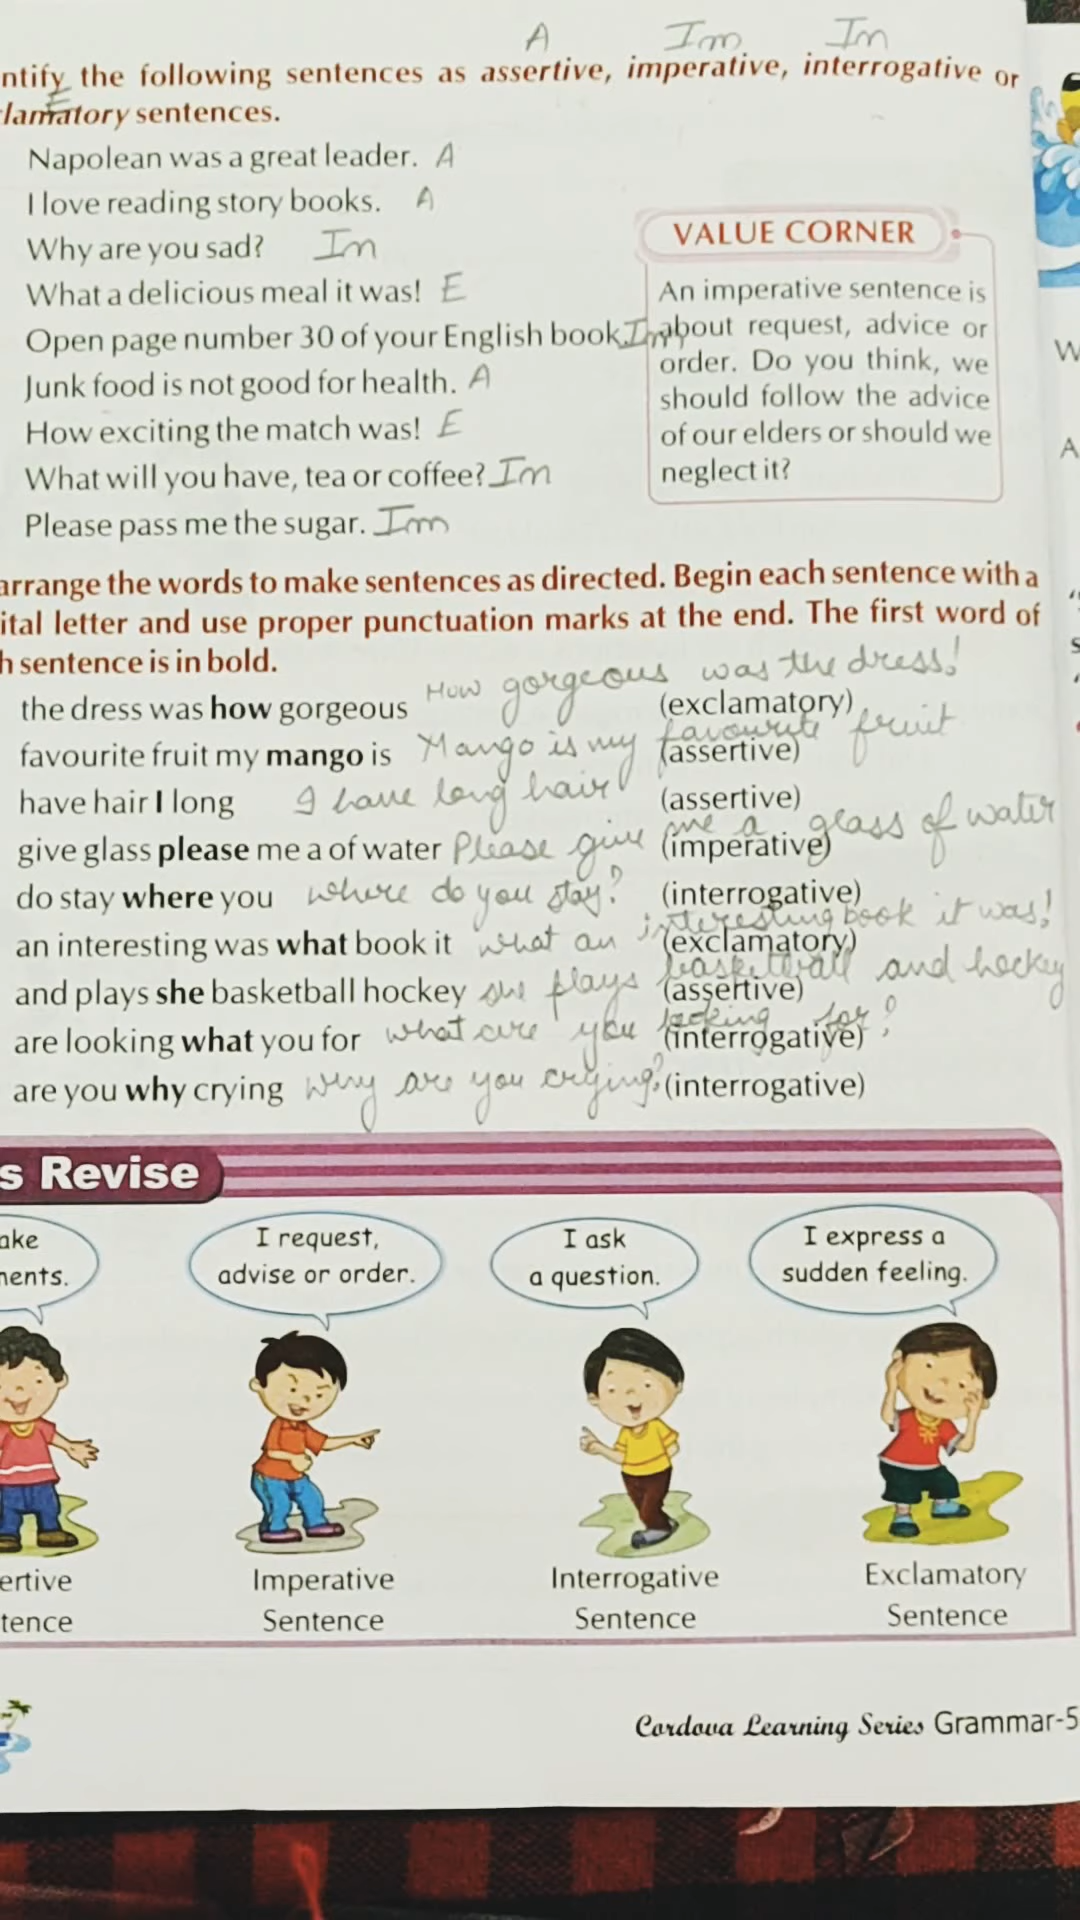 A Im In
ntify the following sentences as assertive, imperative, interrogative or
E
lamatory sentences.
Napolean was a great leader. A
I love reading story books. A
Why are you sad? In
What a delicious meal it was! E
Open page number 30 of your English book. Im
Junk food is not good for health. A
How exciting the match was! E
What will you have, tea or coffee? In
Please pass me the sugar. Im
VALUE CORNER
An imperative sentence is
about request, advice or
order. Do you think, we
should follow the advice
of our elders or should we
neglect it?
W
A
arrange the words to make sentences as directed. Begin each sentence with a
ital letter and use proper punctuation marks at the end. The first word of
h sentence is in bold.
the dress was how gorgeous How gorgeous was the dress! (exclamatory)
favourite fruit my mango is Mango is my favourite fruit (assertive)
have hair I long I have long hair (assertive)
give glass please me a of water Please give me a glass of water (imperative)
do stay where you where do you stay? (interrogative)
an interesting was what book it what an interesting book it was! (exclamatory)
and plays she basketball hockey she plays basketball and hockey (assertive)
are looking what you for what are you looking for? (interrogative)
are you why crying why are you crying? (interrogative)
s Revise
ake
nents.
I request,
advise or order.
I ask
a question.
I express a
sudden feeling.
ertive
tence
Imperative
Sentence
Interrogative
Sentence
Exclamatory
Sentence
Cordova Learning Series Grammar-5